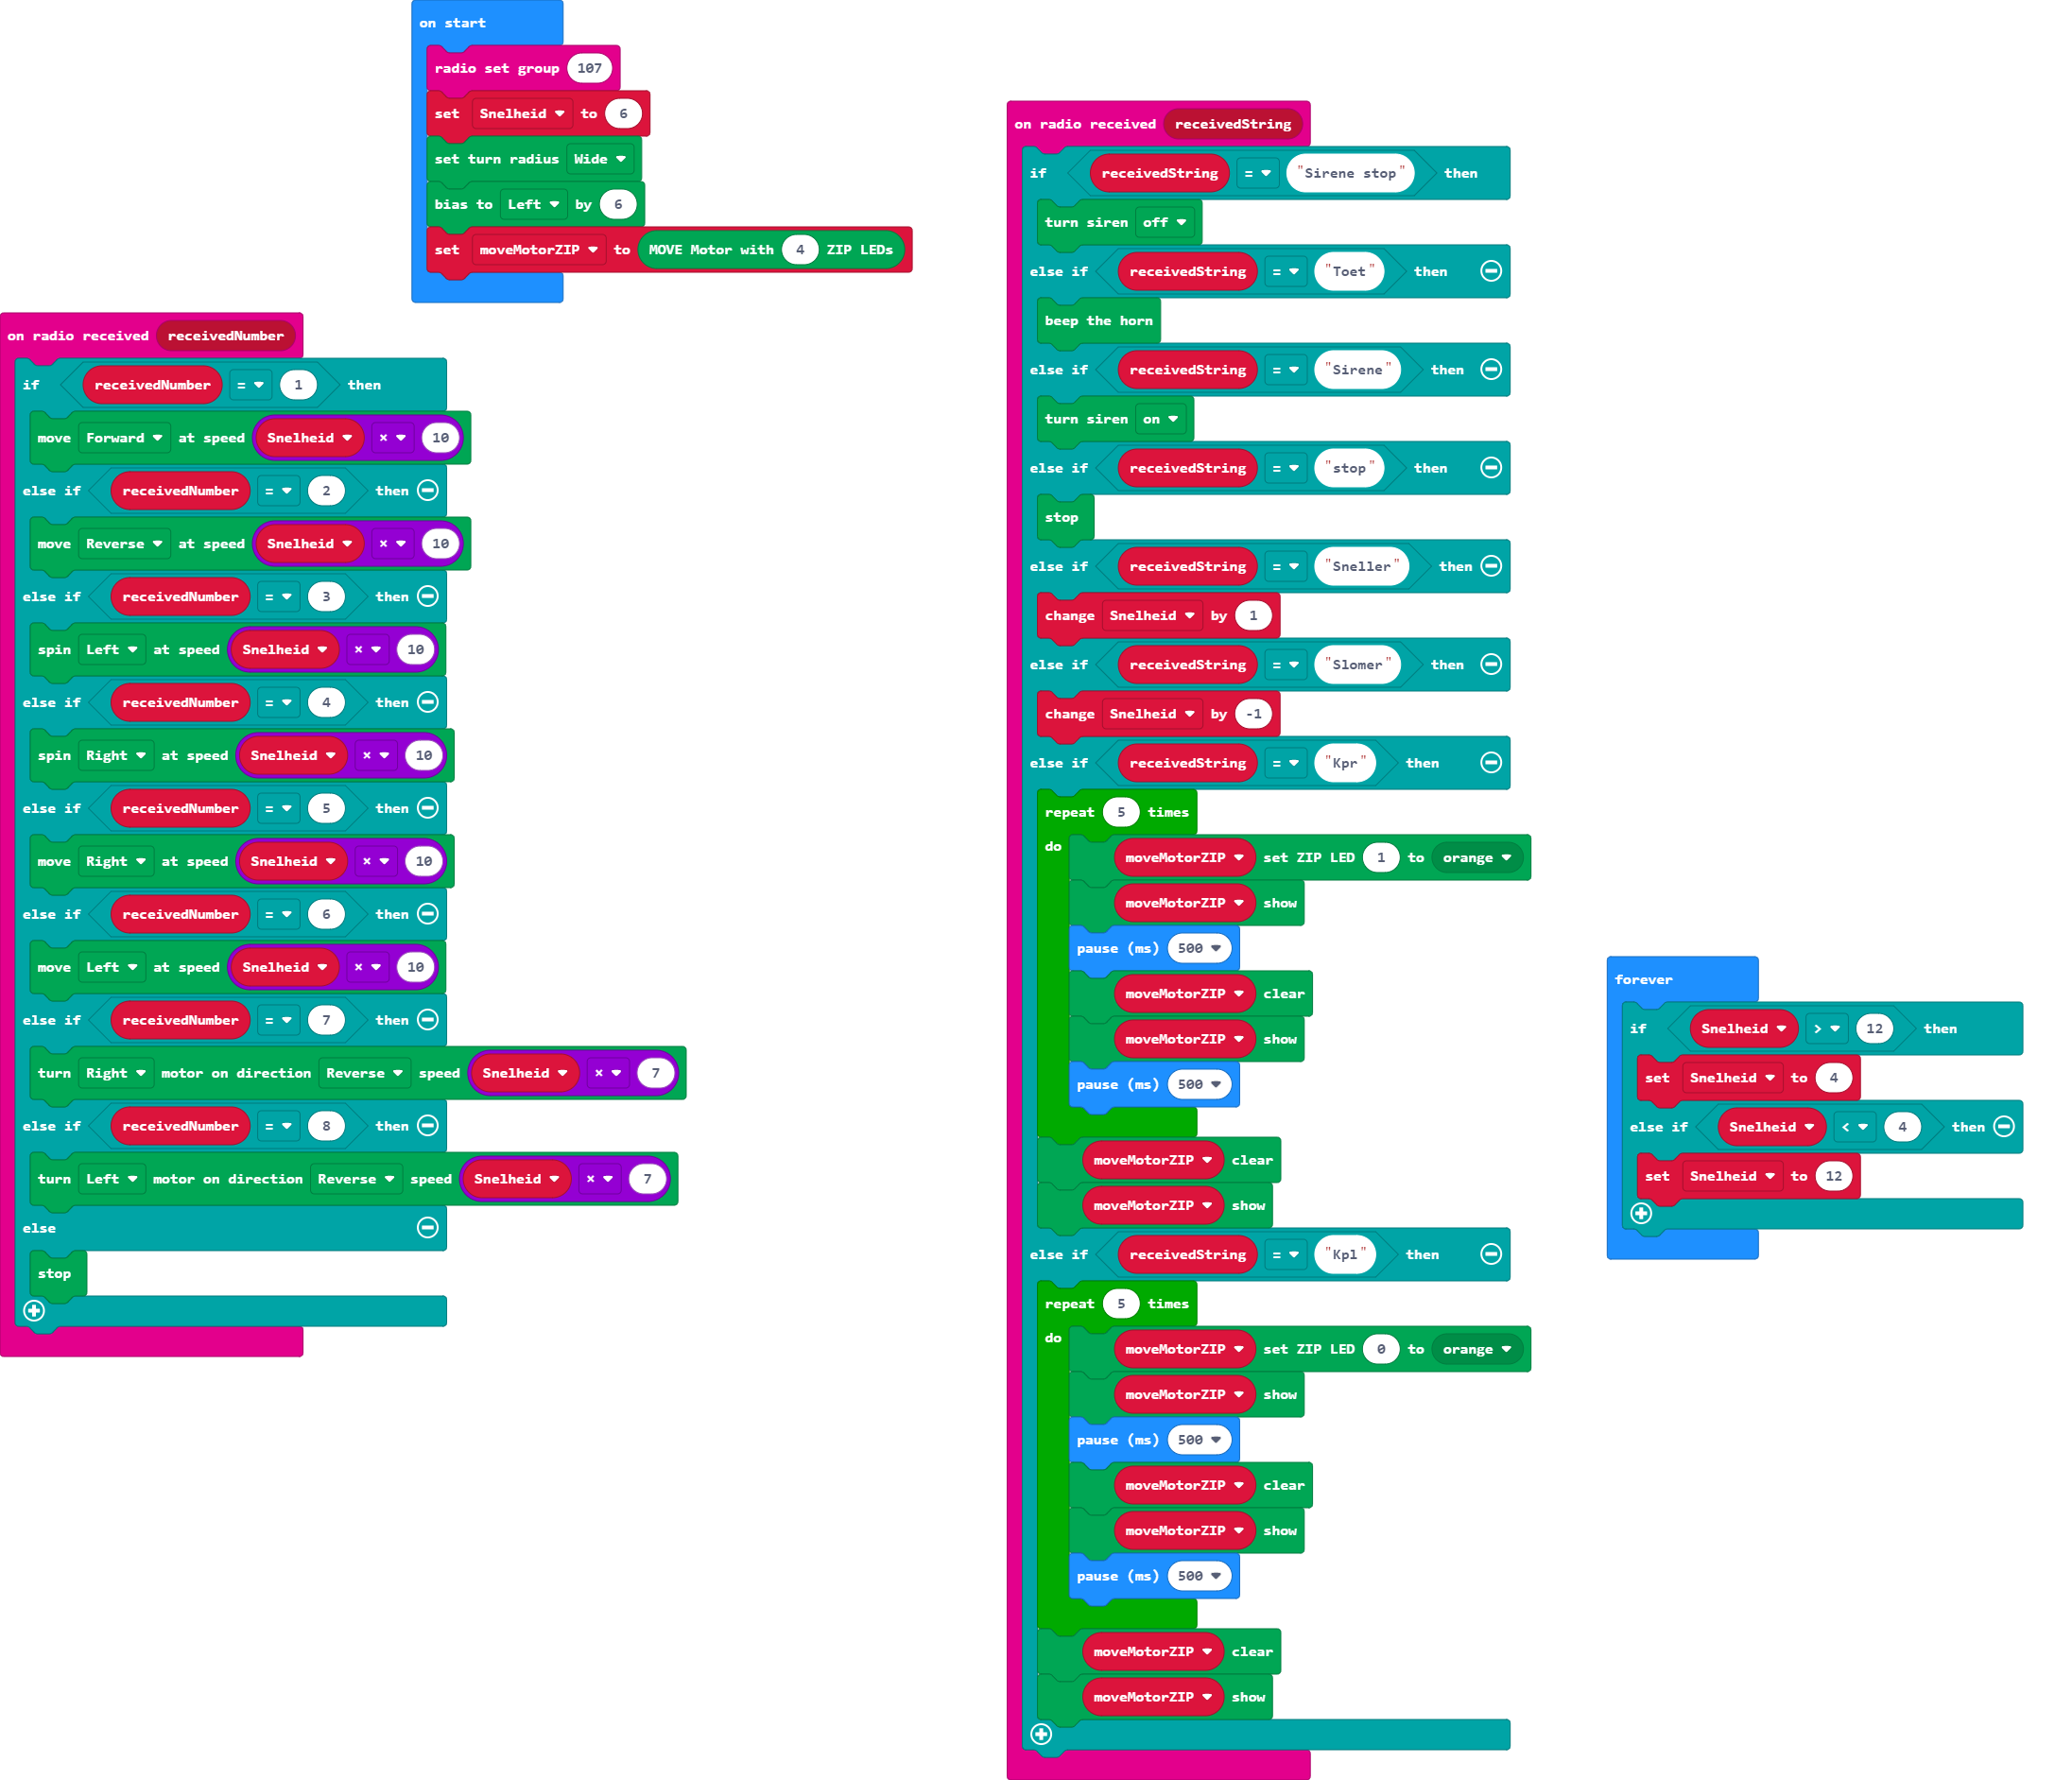 on start
radio set group 107
set Snelheid to 6
set turn radius Wide
bias to Left by 6
set moveMotorZIP to MOVE Motor with 4 ZIP LEDs
on radio received receivedNumber
if receivedNumber = 1 then
move Forward at speed Snelheid × 10
else if receivedNumber = 2 then
move Reverse at speed Snelheid × 10
else if receivedNumber = 3 then
spin Left at speed Snelheid × 10
else if receivedNumber = 4 then
spin Right at speed Snelheid × 10
else if receivedNumber = 5 then
move Right at speed Snelheid × 10
else if receivedNumber = 6 then
move Left at speed Snelheid × 10
else if receivedNumber = 7 then
turn Right motor on direction Reverse speed Snelheid × 7
else if receivedNumber = 8 then
turn Left motor on direction Reverse speed Snelheid × 7
else
stop
on radio received receivedString
if receivedString = "Sirene stop" then
turn siren off
else if receivedString = "Toet" then
beep the horn
else if receivedString = "Sirene" then
turn siren on
else if receivedString = "stop" then
stop
else if receivedString = "Sneller" then
change Snelheid by 1
else if receivedString = "Slomer" then
change Snelheid by -1
else if receivedString = "Kpr" then
repeat 5 times
do moveMotorZIP set ZIP LED 1 to orange
moveMotorZIP show
pause (ms) 500
moveMotorZIP clear
moveMotorZIP show
pause (ms) 500
moveMotorZIP clear
moveMotorZIP show
else if receivedString = "Kpl" then
repeat 5 times
do moveMotorZIP set ZIP LED 0 to orange
moveMotorZIP show
pause (ms) 500
moveMotorZIP clear
moveMotorZIP show
pause (ms) 500
moveMotorZIP clear
moveMotorZIP show
forever
if Snelheid > 12 then
set Snelheid to 4
else if Snelheid < 4 then
set Snelheid to 12